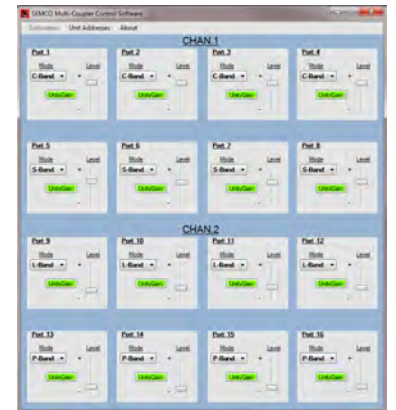 SEMCO Multi-Coupler Control Software
Unit Addresses About
CHAN.1
Port 1 Port 2 Port 3 Port 4
Mode Level Mode Level Mode Level Mode Level
C-Band + C-Band + C-Band + C-Band +
UnityGain UnityGain UnityGain UnityGain
- - - -
Port 5 Port 6 Port 7 Port 8
Mode Level Mode Level Mode Level Mode Level
S-Band + S-Band + S-Band + S-Band +
UnityGain UnityGain UnityGain UnityGain
- - - -
CHAN.2
Port 9 Port 10 Port 11 Port 12
Mode Level Mode Level Mode Level Mode Level
L-Band + L-Band + L-Band + L-Band +
UnityGain UnityGain UnityGain UnityGain
- - - -
Port 13 Port 14 Port 15 Port 16
Mode Level Mode Level Mode Level Mode Level
P-Band + P-Band + P-Band + P-Band +
UnityGain UnityGain UnityGain UnityGain
- - - -